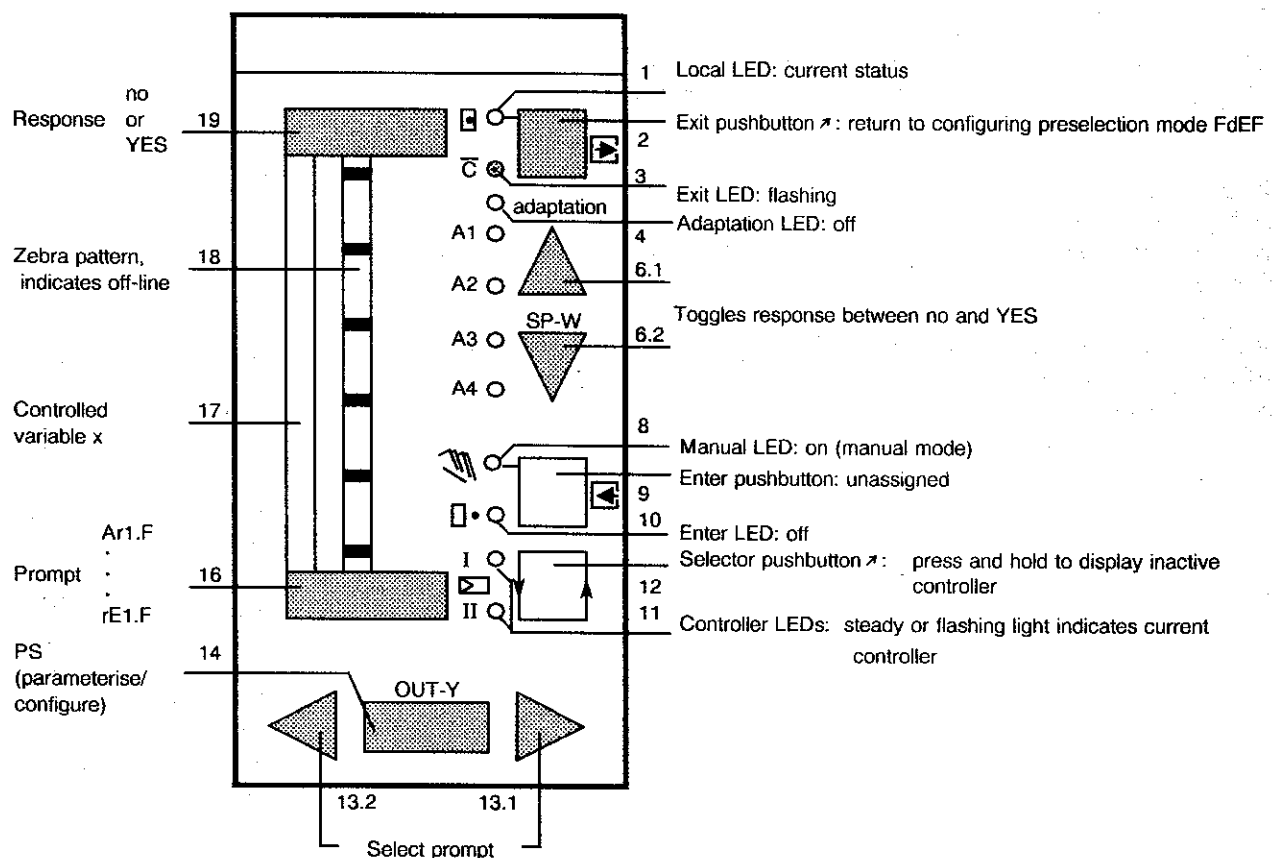 1 Local LED: current status
Response no or YES 19
Exit pushbutton ↗: return to configuring preselection mode FdEF
2
C̅
3
Exit LED: flashing
adaptation
Adaptation LED: off
A1
4
Zebra pattern, indicates off-line
18
6.1
A2
SP-W
Toggles response between no and YES
A3
6.2
A4
Controlled variable x
17
8
Manual LED: on (manual mode)
Enter pushbutton: unassigned
9
10
Enter LED: off
Ar1.F
.
Prompt .
.
rE1.F
16
I
Selector pushbutton ↗: press and hold to display inactive controller
12
II
11
Controller LEDs: steady or flashing light indicates current controller
PS (parameterise/ configure)
14
OUT-Y
13.2 13.1
Select prompt